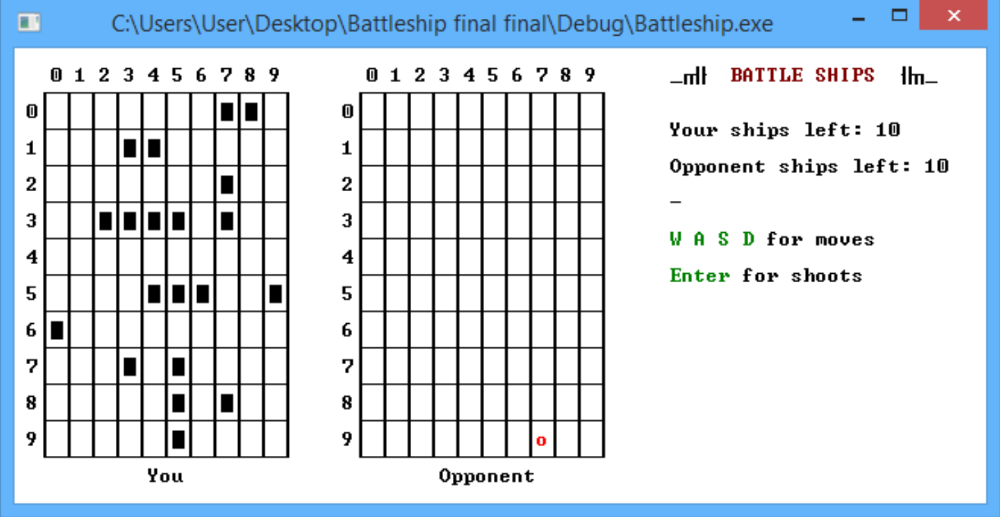 C:\Users\User\Desktop\Battleship final final\Debug\Battleship.exe
0 1 2 3 4 5 6 7 8 9
0
1
2
3
4
5
6
7
8
9
You
0 1 2 3 4 5 6 7 8 9
0
1
2
3
4
5
6
7
8
9
o
Opponent
BATTLE SHIPS
Your ships left: 10
Opponent ships left: 10
_
W A S D for moves
Enter for shoots